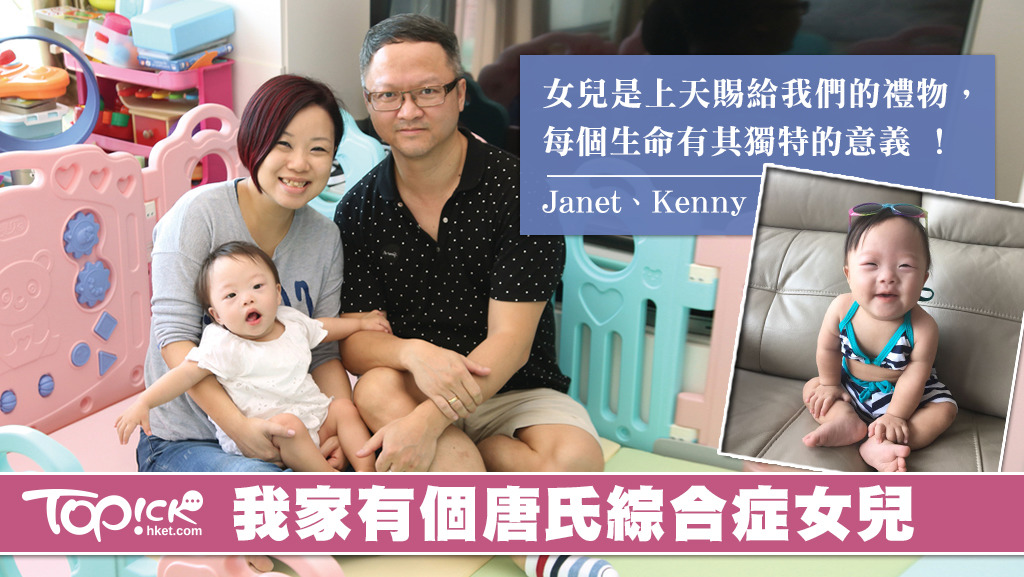 女兒是上天賜給我們的禮物，
每個生命有其獨特的意義 ！
Janet、Kenny
TOPICK
hket.com
我家有個唐氏綜合症女兒